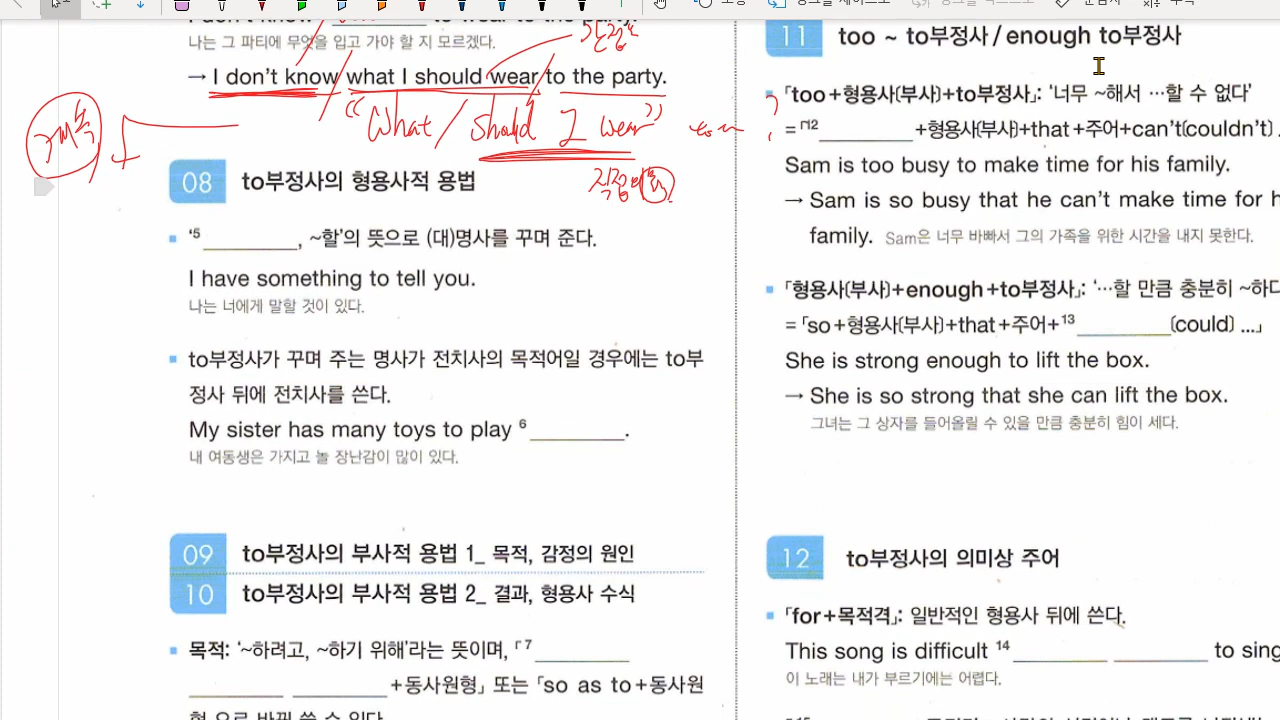 나는 그 파티에 무엇을 입고 가야 할 지 모르겠다.
→ I don't know what I should wear to the party.
"What / should I wear"
08 to부정사의 형용사적 용법
'5 __________, ~할'의 뜻으로 (대)명사를 꾸며 준다.
I have something to tell you.
나는 너에게 말할 것이 있다.
to부정사가 꾸며 주는 명사가 전치사의 목적어일 경우에는 to부
정사 뒤에 전치사를 쓴다.
My sister has many toys to play 6 __________.
내 여동생은 가지고 놀 장난감이 많이 있다.
09 to부정사의 부사적 용법 1_ 목적, 감정의 원인
10 to부정사의 부사적 용법 2_ 결과, 형용사 수식
목적: '~하려고, ~하기 위해'라는 뜻이며, 「7 __________
__________ __________ +동사원형」 또는 「so as to+동사원
11 too ~ to부정사/enough to부정사
「too+형용사(부사)+to부정사」: '너무 ~해서 …할 수 없다'
=「12 __________ +형용사(부사)+that+주어+can't(couldn't)
Sam is too busy to make time for his family.
→ Sam is so busy that he can't make time for h
family. Sam은 너무 바빠서 그의 가족을 위한 시간을 내지 못한다.
「형용사(부사)+enough+to부정사」: '…할 만큼 충분히 ~하다
=「so+형용사(부사)+that+주어+13 __________ (could) ...」
She is strong enough to lift the box.
→ She is so strong that she can lift the box.
그녀는 그 상자를 들어올릴 수 있을 만큼 충분히 힘이 세다.
12 to부정사의 의미상 주어
「for+목적격」: 일반적인 형용사 뒤에 쓴다.
This song is difficult 14 __________ __________ to sing
이 노래는 내가 부르기에는 어렵다.